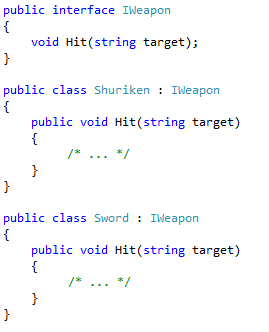 public interface IWeapon
{
    void Hit(string target);
}

public class Shuriken : IWeapon
{
    public void Hit(string target)
    {
        /* ... */
    }
}

public class Sword : IWeapon
{
    public void Hit(string target)
    {
        /* ... */
    }
}